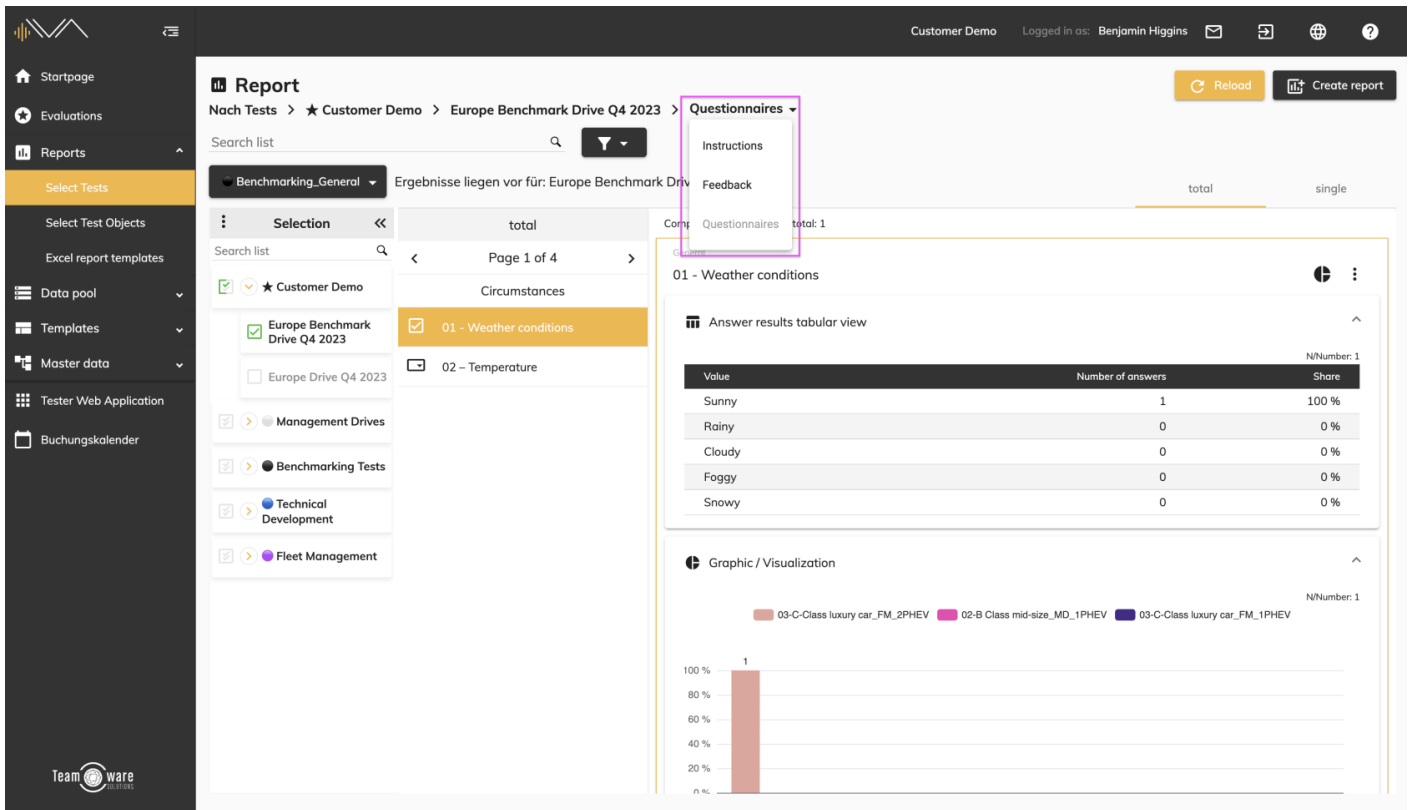 Customer Demo Logged in as: Benjamin Higgins
Startpage
Evaluations
Reports
Select Tests
Select Test Objects
Excel report templates
Data pool
Templates
Master data
Tester Web Application
Buchungskalender
Team ware
SOLUTIONS
Report
Reload
Create report
Nach Tests > ★ Customer Demo > Europe Benchmark Drive Q4 2023 > Questionnaires
Instructions
Feedback
Questionnaires
Search list
Benchmarking_General
Ergebnisse liegen vor für: Europe Benchmark
total single
Selection
Search list
★ Customer Demo
Europe Benchmark
Drive Q4 2023
Europe Drive Q4 2023
Management Drives
Benchmarking Tests
Technical
Development
Fleet Management
total
Page 1 of 4
Circumstances
01 - Weather conditions
02 – Temperature
total: 1
General
01 - Weather conditions
Answer results tabular view
N/Number: 1
Value Number of answers Share
Sunny 1 100 %
Rainy 0 0 %
Cloudy 0 0 %
Foggy 0 0 %
Snowy 0 0 %
Graphic / Visualization
N/Number: 1
03-C-Class luxury car_FM_2PHEV 02-B Class mid-size_MD_1PHEV 03-C-Class luxury car_FM_1PHEV
1
100 %
80 %
60 %
40 %
20 %
0 %